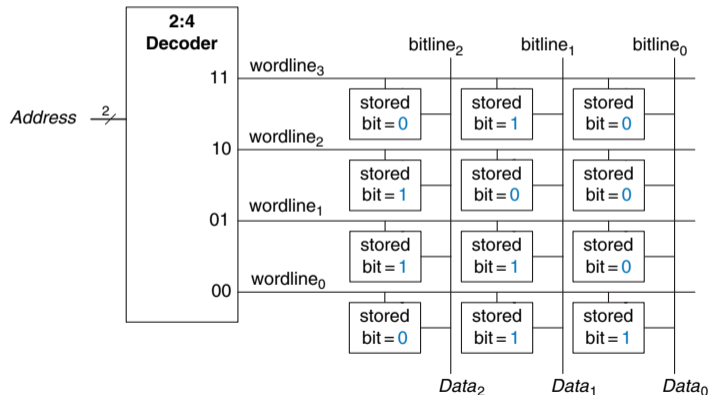 2:4
Decoder
bitline2 bitline1 bitline0
wordline3
11
Address 2
stored stored stored
bit = 0 bit = 1 bit = 0
wordline2
10
stored stored stored
bit = 1 bit = 0 bit = 0
wordline1
01
stored stored stored
bit = 1 bit = 1 bit = 0
wordline0
00
stored stored stored
bit = 0 bit = 1 bit = 1
Data2 Data1 Data0